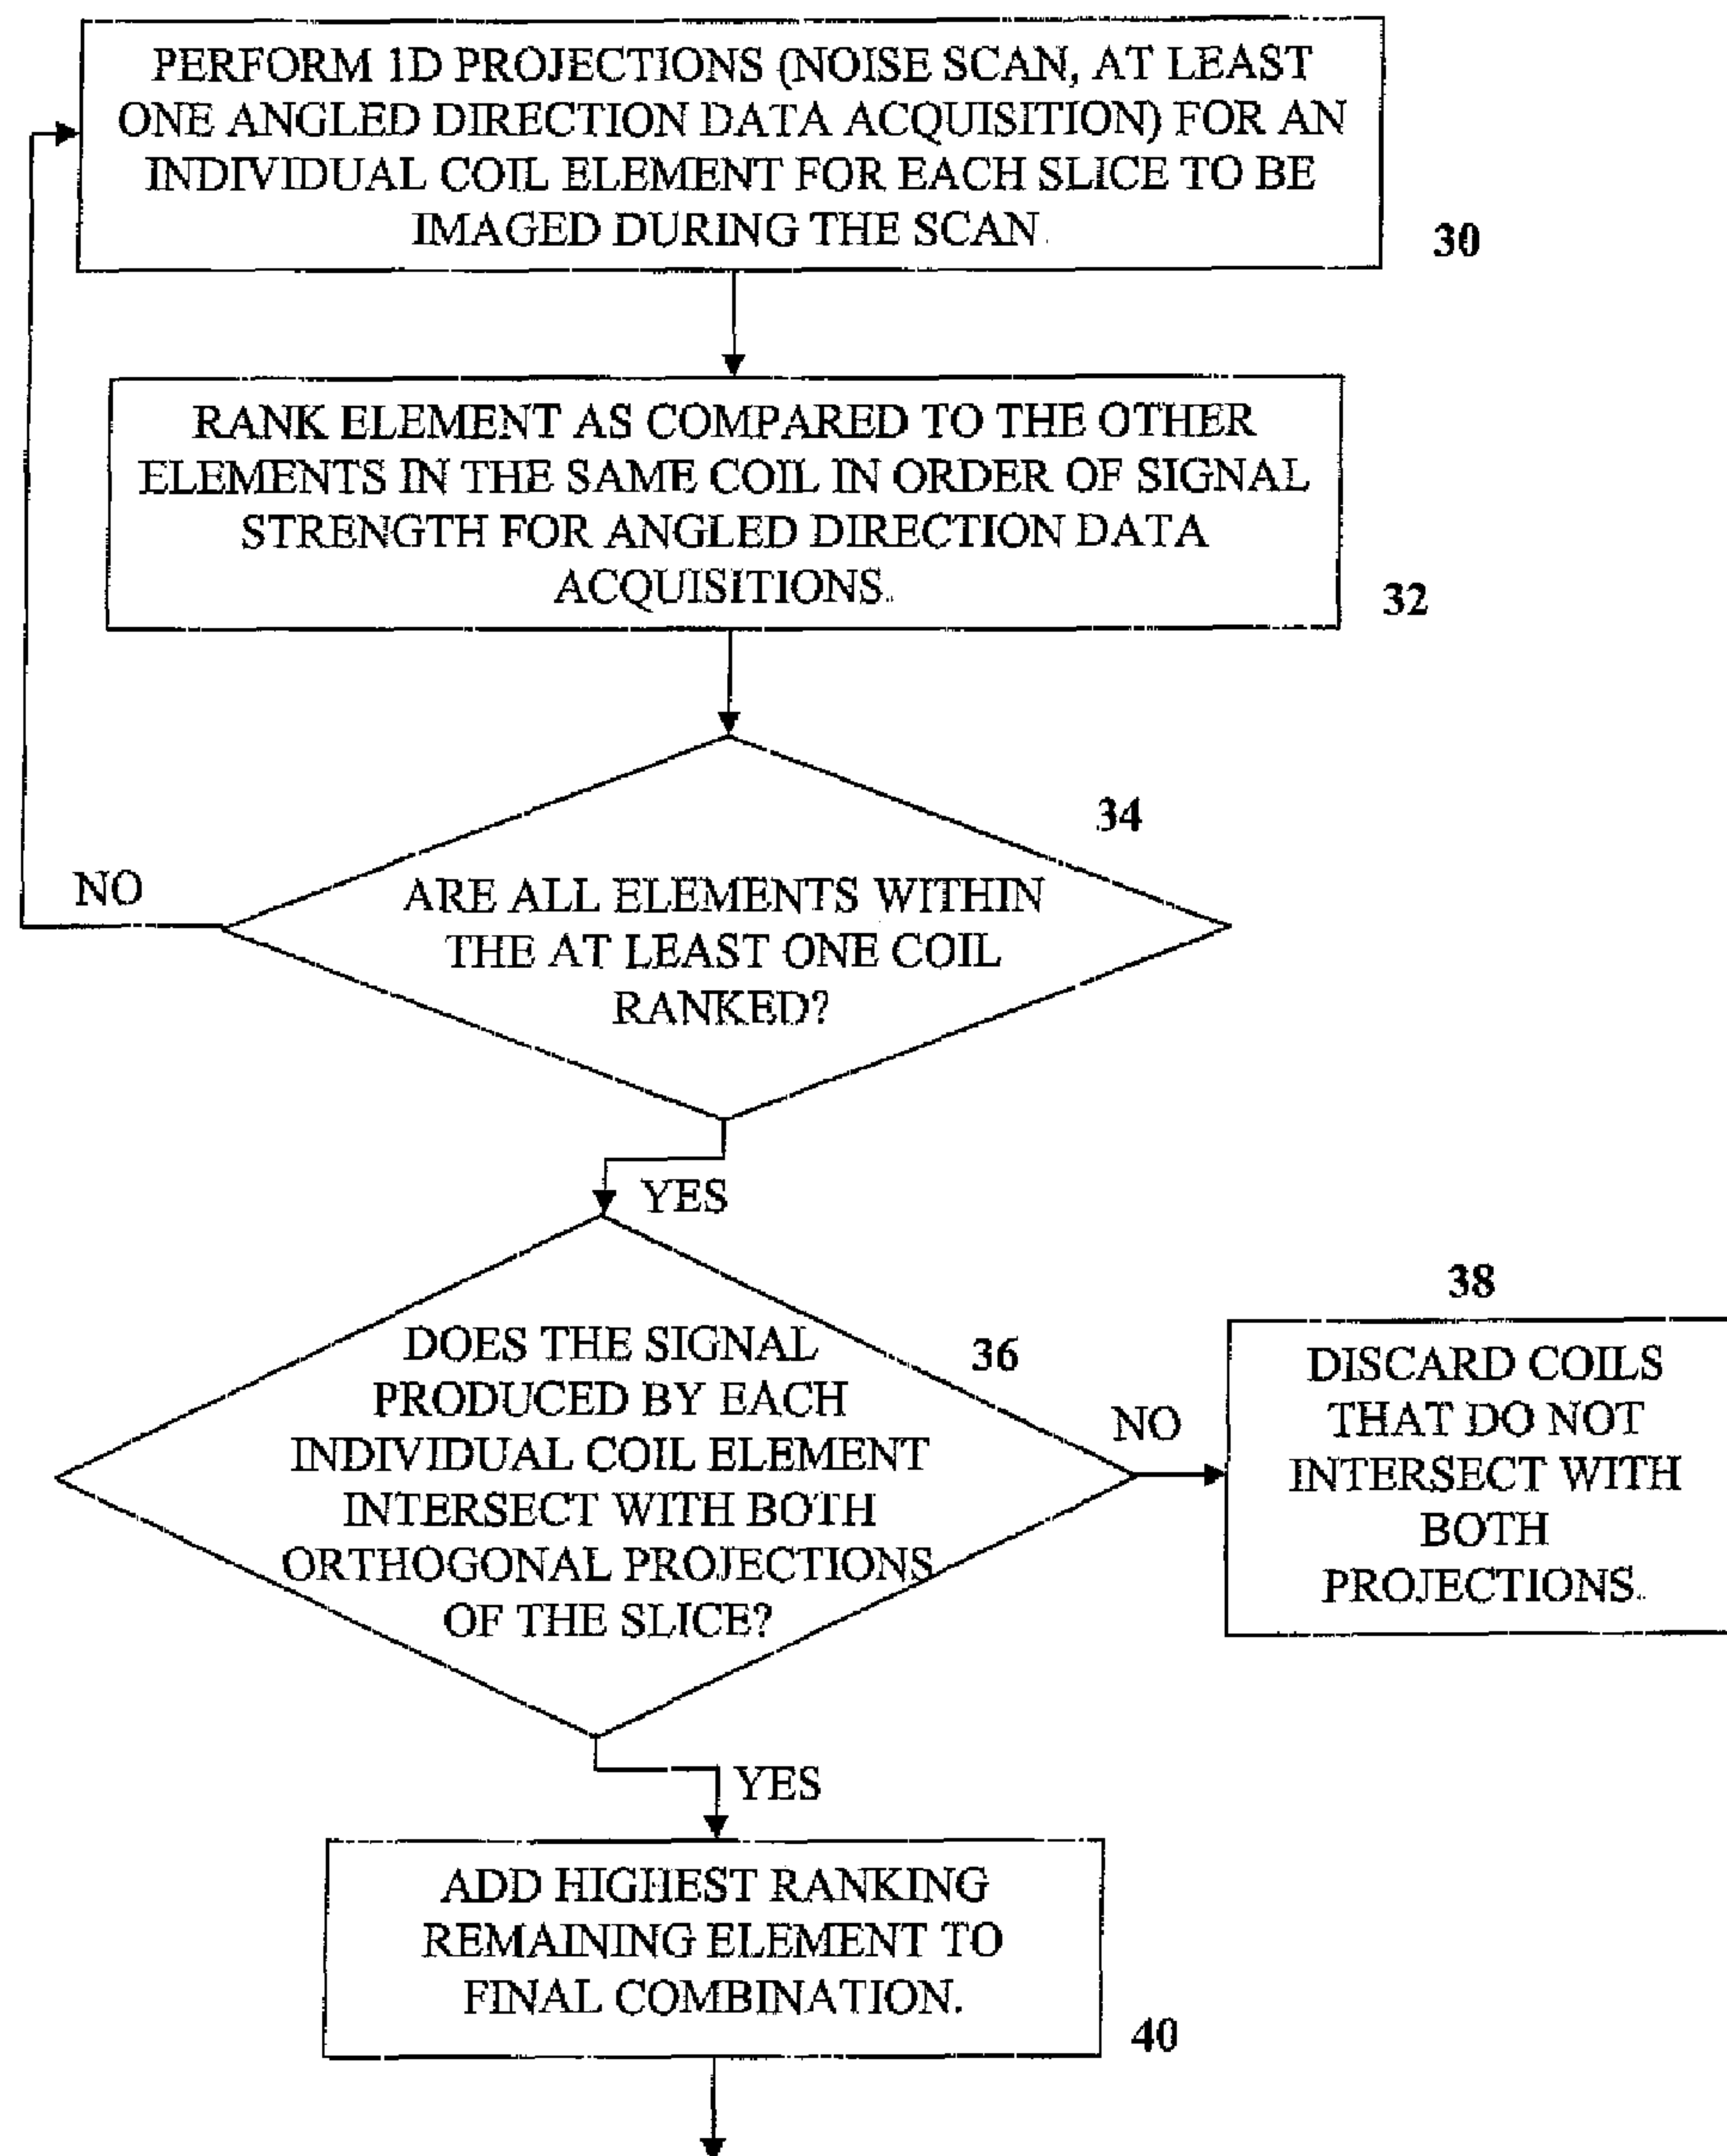 PERFORM 1D PROJECTIONS (NOISE SCAN, AT LEAST
ONE ANGLED DIRECTION DATA ACQUISITION) FOR AN
INDIVIDUAL COIL ELEMENT FOR EACH SLICE TO BE
IMAGED DURING THE SCAN.
30
RANK ELEMENT AS COMPARED TO THE OTHER
ELEMENTS IN THE SAME COIL IN ORDER OF SIGNAL
STRENGTH FOR ANGLED DIRECTION DATA
ACQUISITIONS.
32
34
NO
ARE ALL ELEMENTS WITHIN
THE AT LEAST ONE COIL
RANKED?
YES
36
DOES THE SIGNAL
PRODUCED BY EACH
INDIVIDUAL COIL ELEMENT
INTERSECT WITH BOTH
ORTHOGONAL PROJECTIONS
OF THE SLICE?
NO
38
DISCARD COILS
THAT DO NOT
INTERSECT WITH
BOTH
PROJECTIONS.
YES
ADD HIGHEST RANKING
REMAINING ELEMENT TO
FINAL COMBINATION.
40